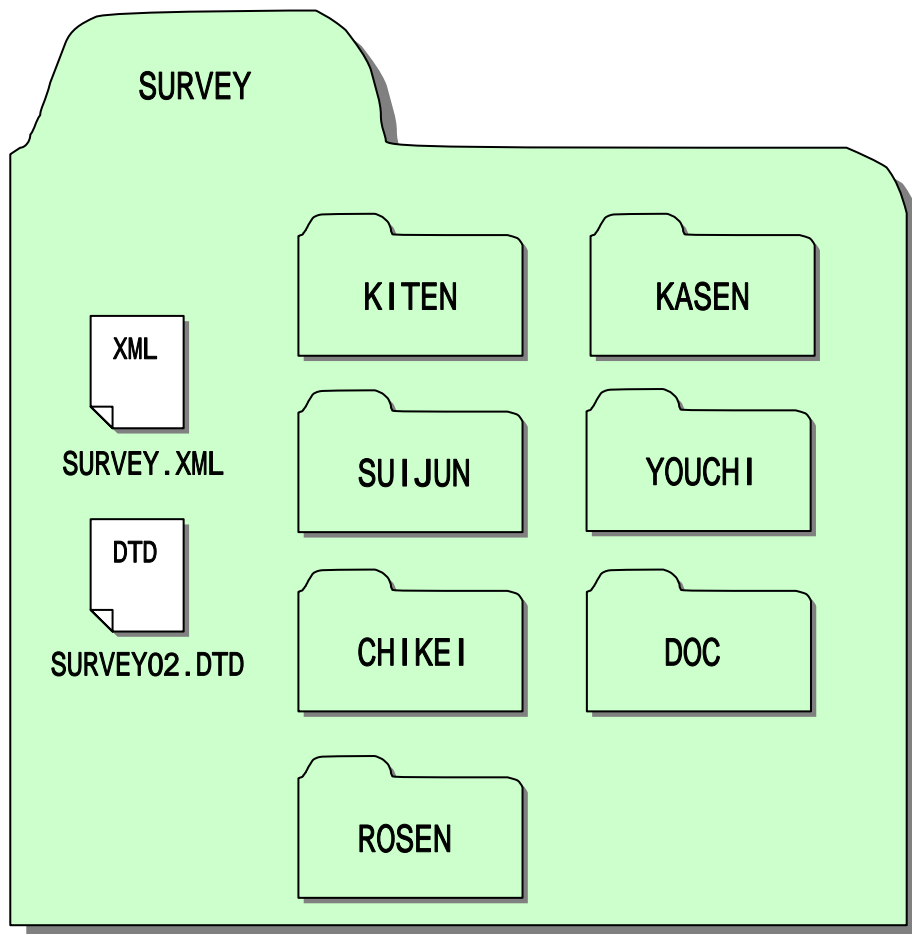 SURVEY
XML
SURVEY.XML
DTD
SURVEY02.DTD
KITEN
SUIJUN
CHIKEI
ROSEN
KASEN
YOUCHI
DOC